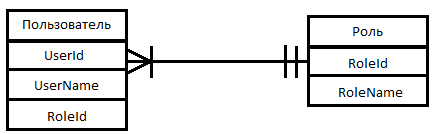 Пользователь
UserId
UserName
RoleId
Роль
RoleId
RoleName